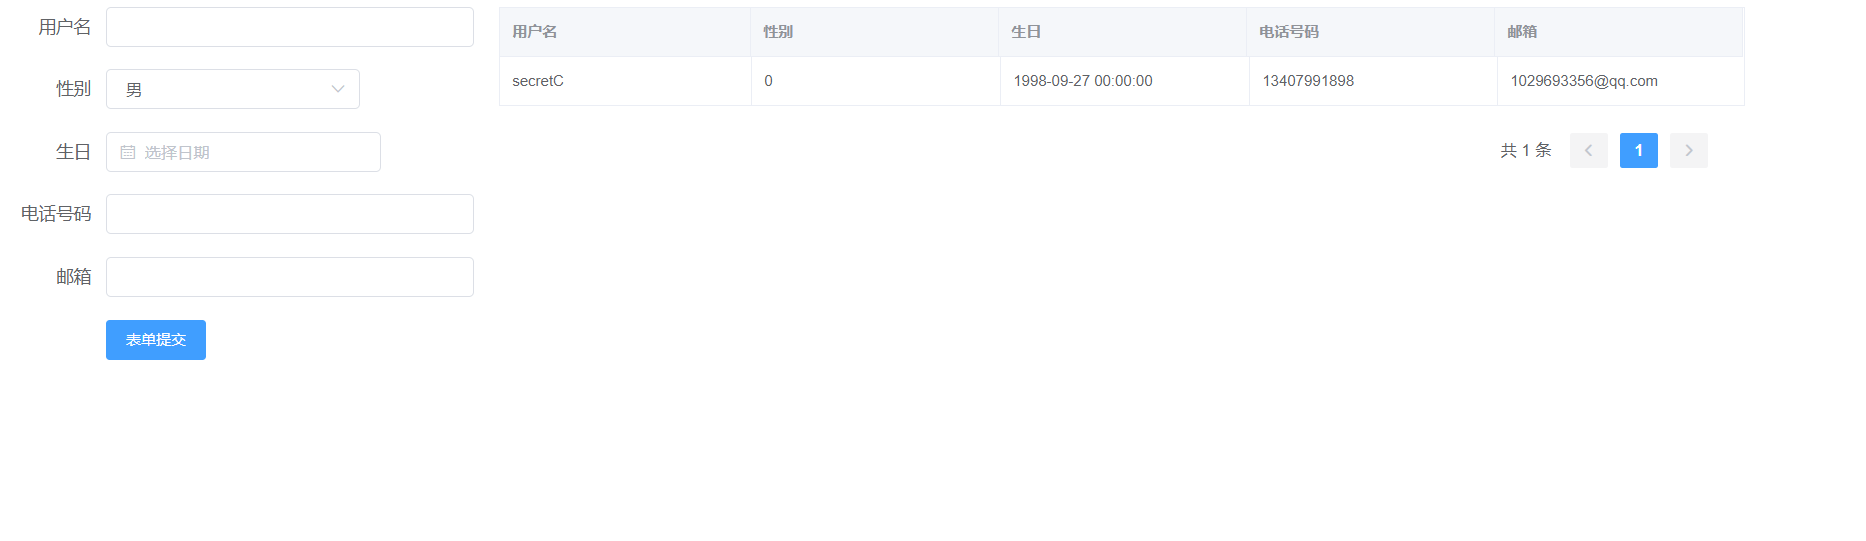 用户名
性别
男
生日
选择日期
电话号码
邮箱
表单提交
用户名 性别 生日 电话号码 邮箱
secretC 0 1998-09-27 00:00:00 13407991898 1029693356@qq.com
共 1 条 1